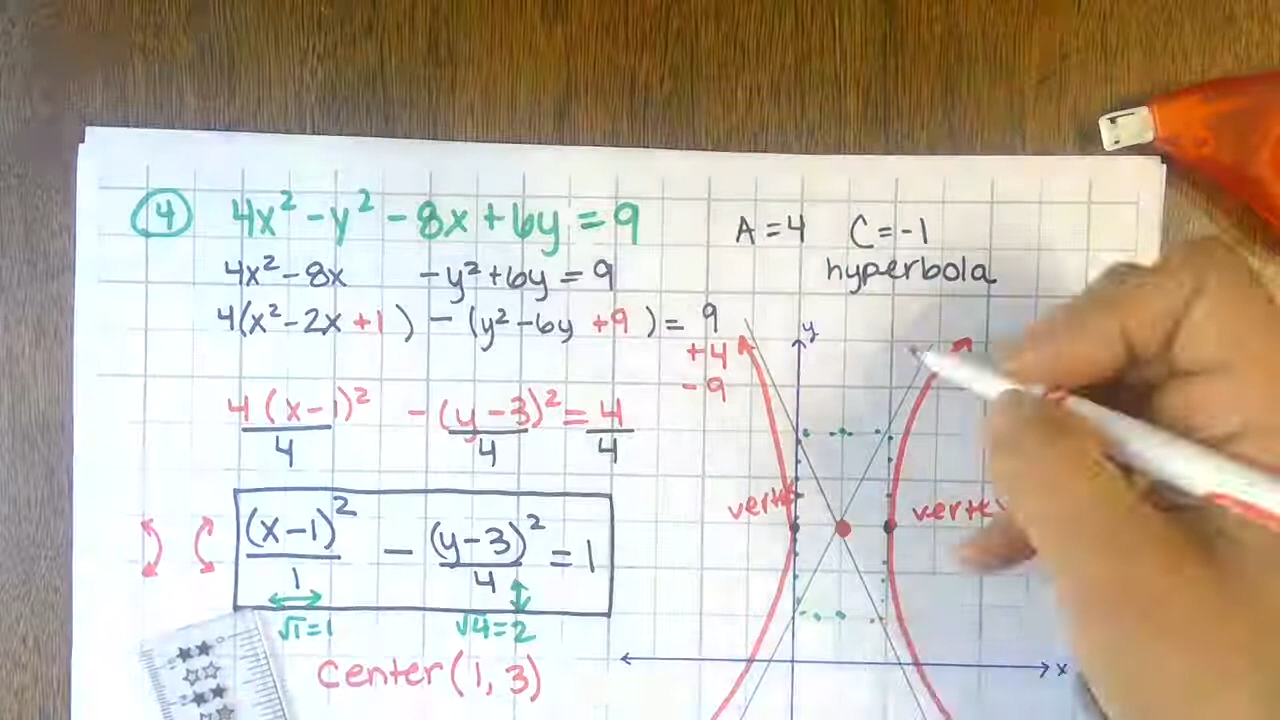 ④ 4x² - y² - 8x + 6y = 9
A = 4 C = -1
hyperbola
4x² - 8x - y² + 6y = 9
4(x² - 2x + 1) - (y² - 6y + 9) = 9
+4
-9
y
4(x-1)²/4 - (y-3)²/4 = 4/4
(x-1)²/1 - (y-3)²/4 = 1
√1 = 1 √4 = 2
center (1, 3)
x